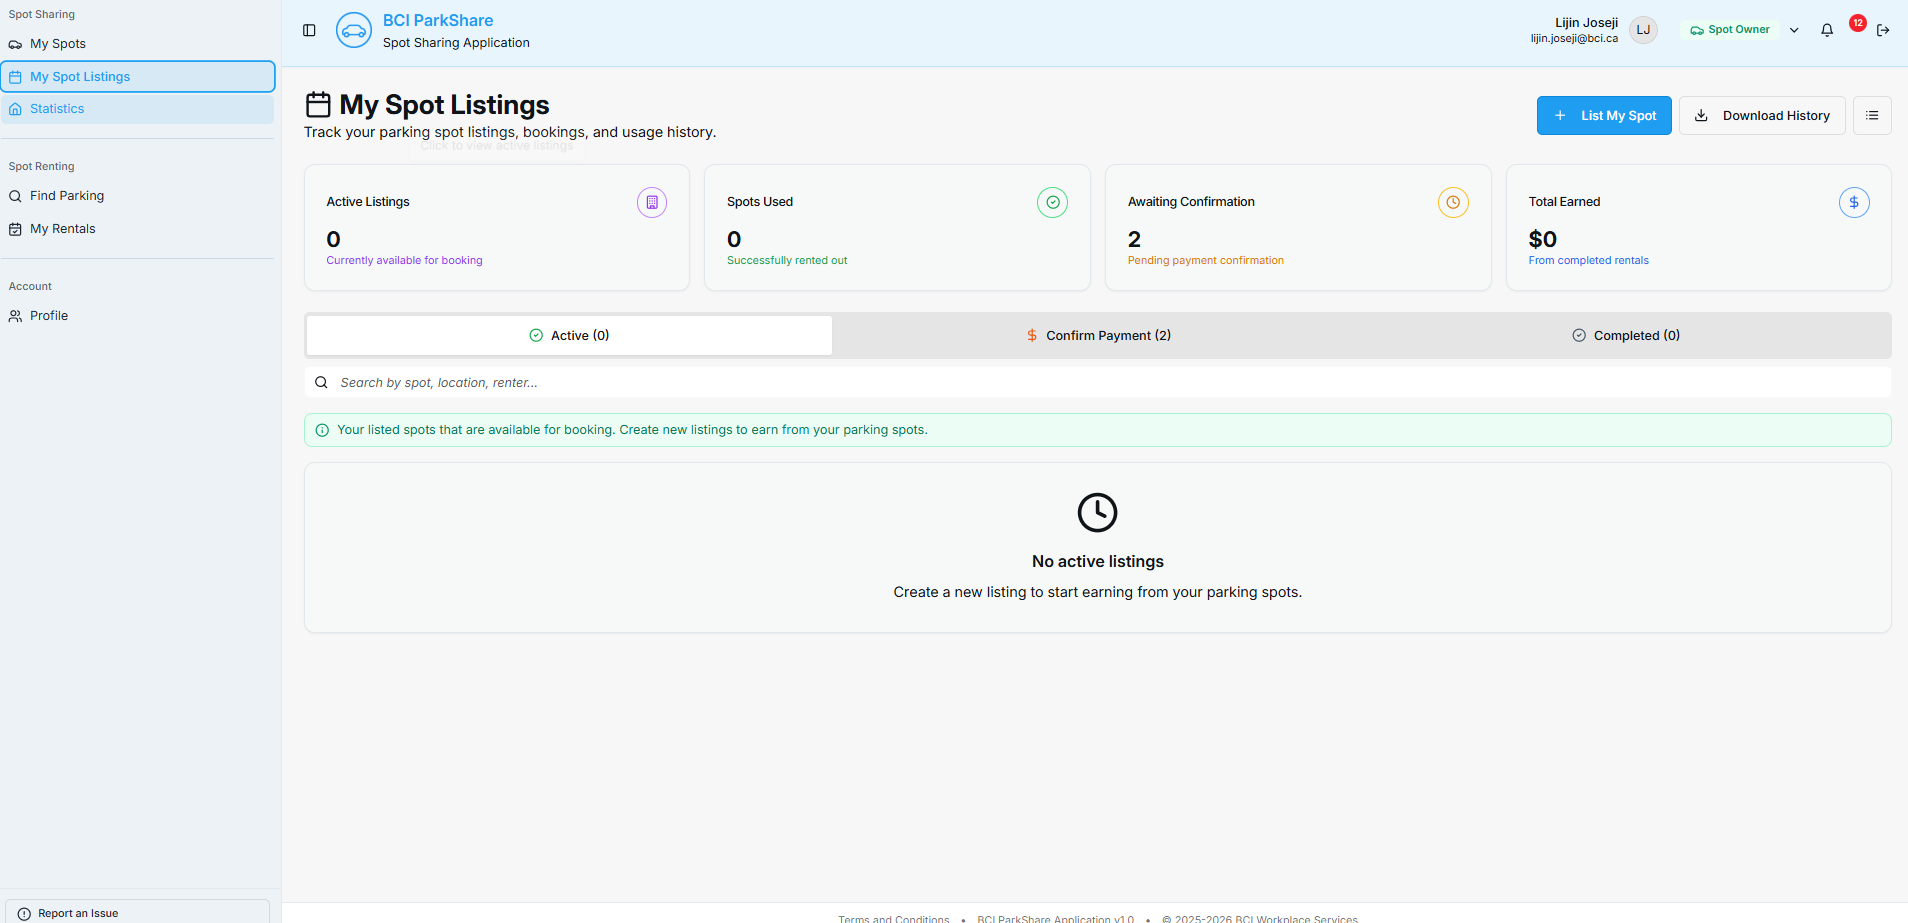 Spot Sharing
My Spots
My Spot Listings
Statistics
Spot Renting
Find Parking
My Rentals
Account
Profile
Report an Issue
BCI ParkShare
Spot Sharing Application
Lijin Joseji
lijin.joseji@bci.ca
LJ
Spot Owner
12
My Spot Listings
Track your parking spot listings, bookings, and usage history.
Click to view active listings
List My Spot
Download History
Active Listings
0
Currently available for booking
Spots Used
0
Successfully rented out
Awaiting Confirmation
2
Pending payment confirmation
Total Earned
$0
From completed rentals
Active (0)
Confirm Payment (2)
Completed (0)
Search by spot, location, renter...
Your listed spots that are available for booking. Create new listings to earn from your parking spots.
No active listings
Create a new listing to start earning from your parking spots.
Terms and Conditions • BCI ParkShare Application v1.0 • © 2025-2026 BCI Workplace Services